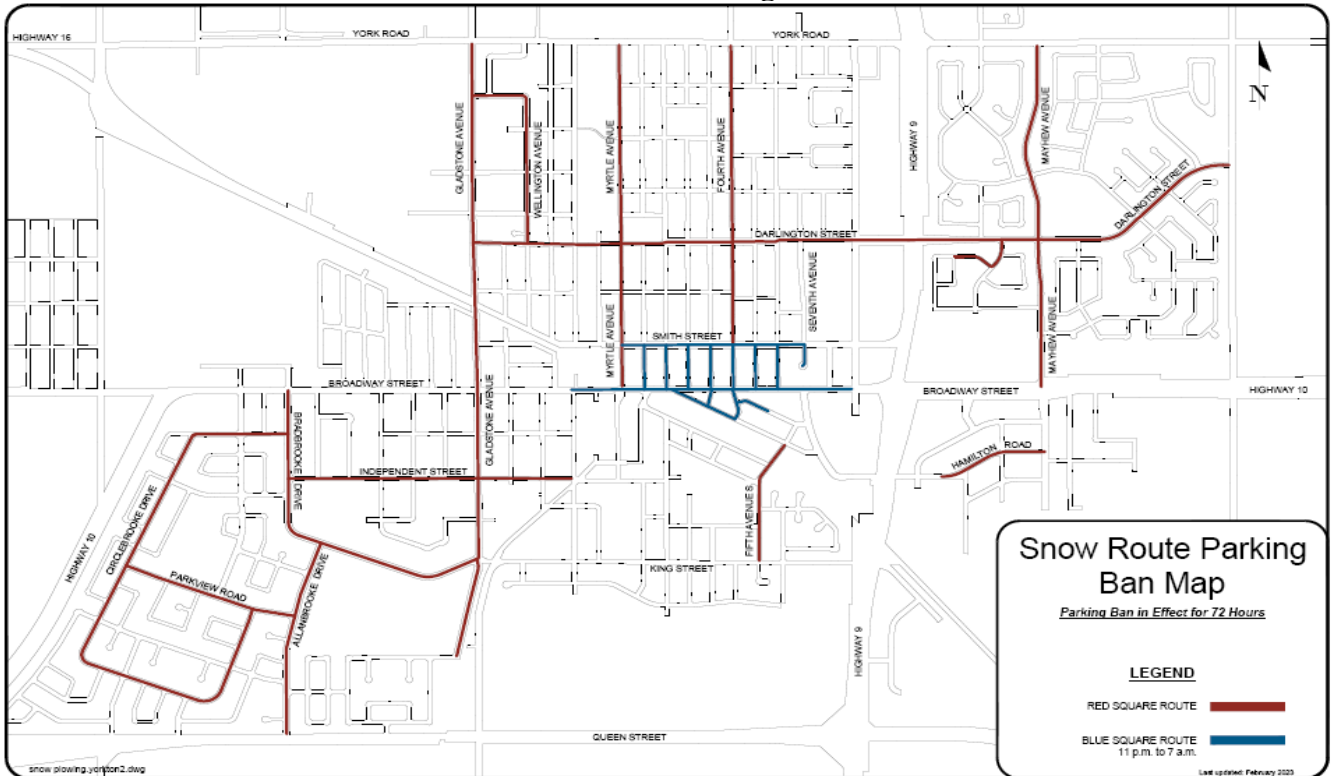 HIGHWAY 16
YORK ROAD
YORK ROAD
N
GLADSTONE AVENUE
WELLINGTON AVENUE
MYRTLE AVENUE
FOURTH AVENUE
HIGHWAY 9
MAYHEW AVENUE
DARLINGTON STREET
DARLINGTON STREET
SEVENTH AVENUE
MYRTLE AVENUE
SMITH STREET
MAYHEW AVENUE
BROADWAY STREET
BROADWAY STREET
HIGHWAY 10
GLADSTONE AVENUE
BRADBROOKE DRIVE
INDEPENDENT STREET
HAMILTON ROAD
CIRCLEBROOKE DRIVE
HIGHWAY 10
PARKVIEW ROAD
ALLANBROOKE DRIVE
FIFTH AVENUE S.
KING STREET
HIGHWAY 9
QUEEN STREET
Snow Route Parking
Ban Map
Parking Ban in Effect for 72 Hours
LEGEND
RED SQUARE ROUTE
BLUE SQUARE ROUTE
11 p.m. to 7 a.m.
snow plowing.yorkton2.dwg
Last updated: February 2023